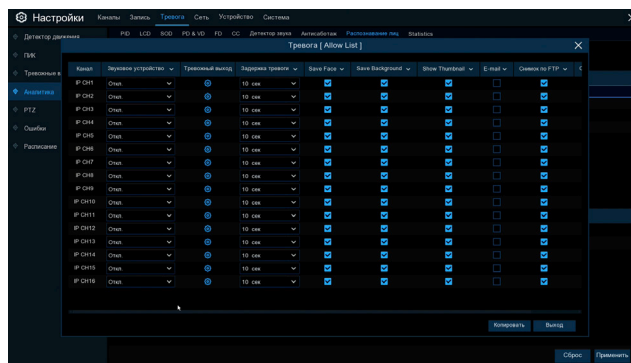 Настройки Каналы Запись Тревога Сеть Устройство Система
Детектор движ PID LCD SOD PD & VD FD CC Детектор звука Антисаботаж Распознавание лиц Statistics
Тревога [ Allow List ]
ПИК
Тревожные в
Аналитика
PTZ
Ошибки
Расписание
Канал Звуковое устройство Тревожный выход Задержка тревоги Save Face Save Background Show Thumbnail E-mail Снимок по FTP
IP CH1 Откл. 10 сек
IP CH2 Откл. 10 сек
IP CH3 Откл. 10 сек
IP CH4 Откл. 10 сек
IP CH5 Откл. 10 сек
IP CH6 Откл. 10 сек
IP CH7 Откл. 10 сек
IP CH8 Откл. 10 сек
IP CH9 Откл. 10 сек
IP CH10 Откл. 10 сек
IP CH11 Откл. 10 сек
IP CH12 Откл. 10 сек
IP CH13 Откл. 10 сек
IP CH14 Откл. 10 сек
IP CH15 Откл. 10 сек
IP CH16 Откл. 10 сек
Копировать Выход
Сброс Применить